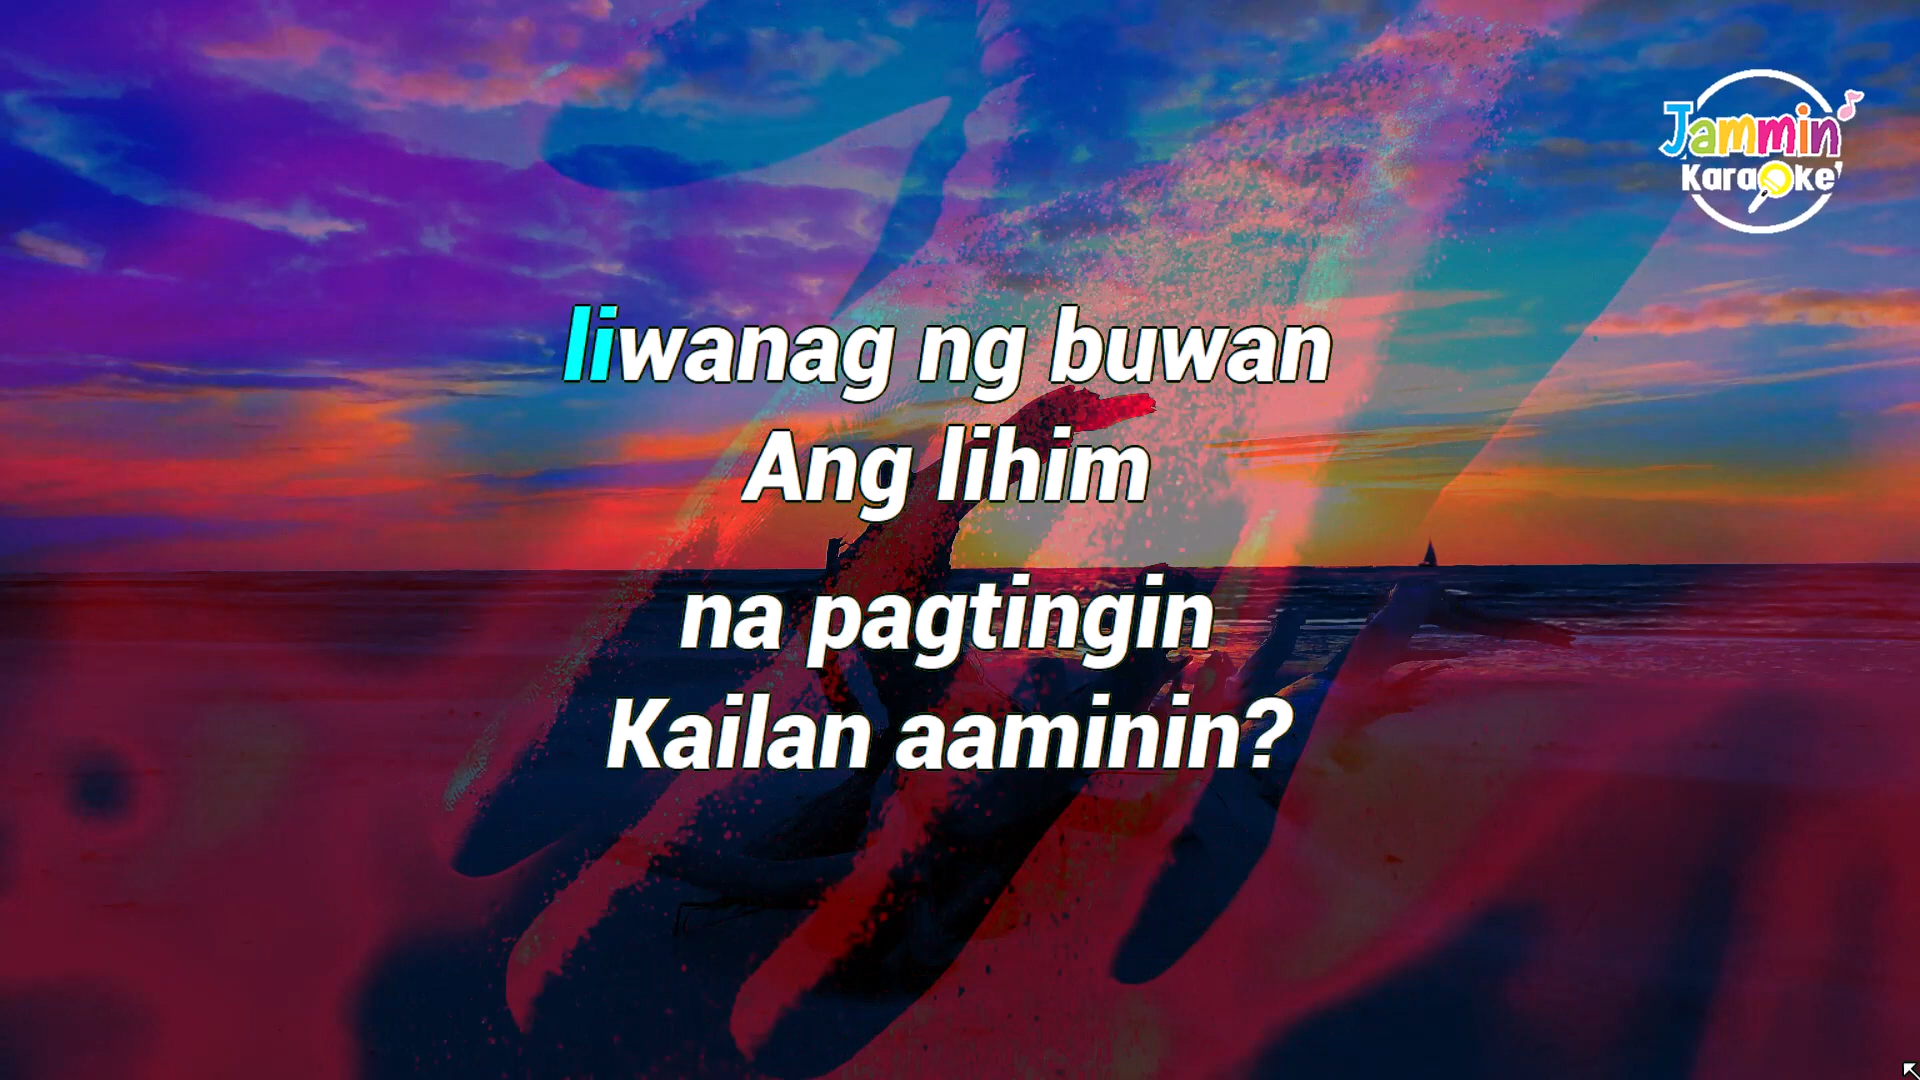 Jammin'
Karaoke'
liwanag ng buwan
Ang lihim
na pagtingin
Kailan aaminin?